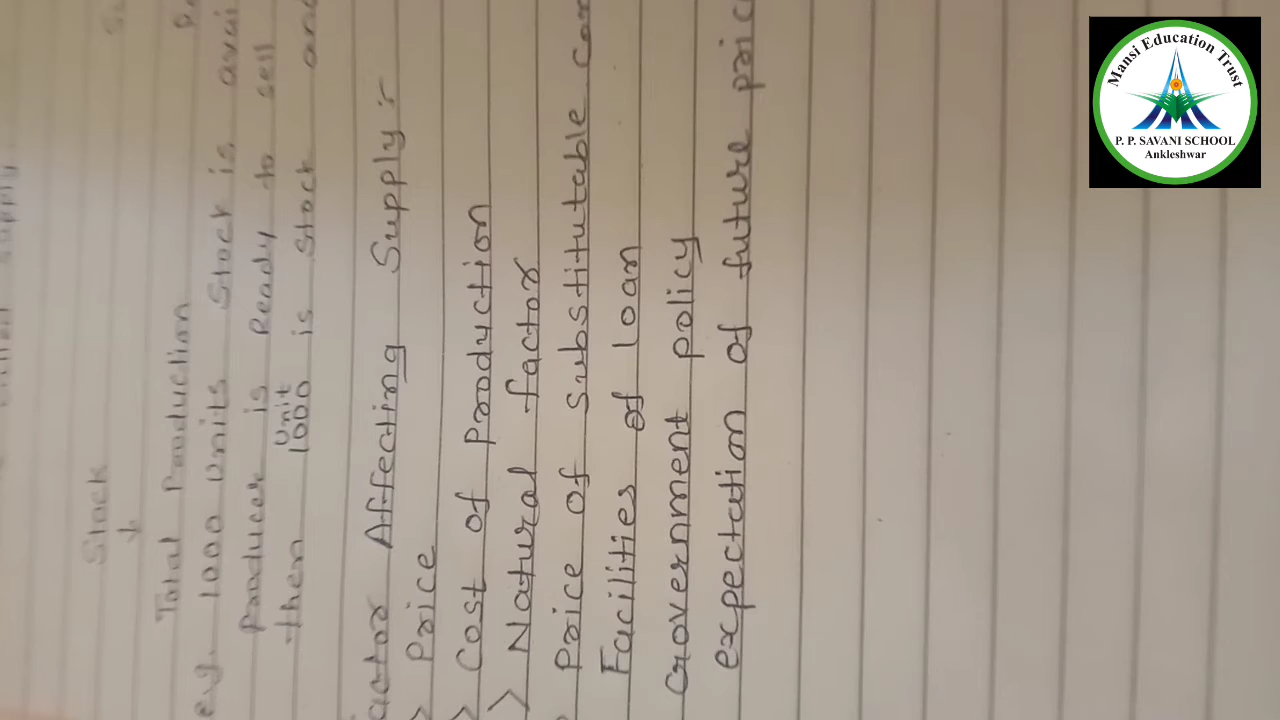 Stock
↓
Total Production
e.g. 1000 units Stock is avai
Producer is Ready to sell
then 1000 Unit is Stock and
actor Affecting Supply :-
> Price
> Cost of Production
> Natural factor
Price of substitutable com
Facilities of loan
Government policy
expectation of future price
Mansi Education Trust
P. P. SAVANI SCHOOL
Ankleshwar